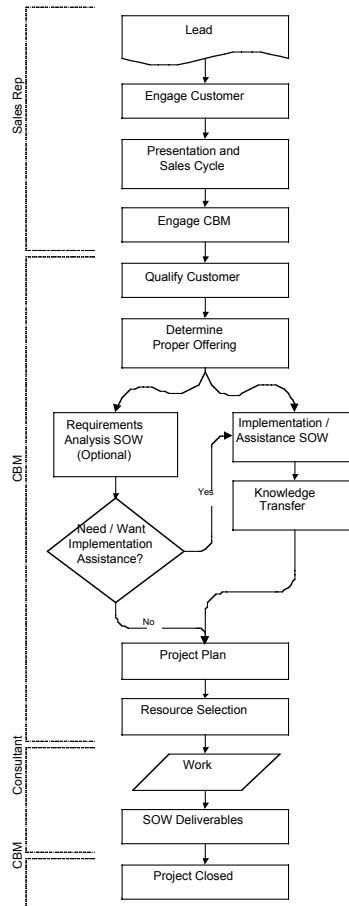 Lead
Sales Rep
Engage Customer
Presentation and
Sales Cycle
Engage CBM
Qualify Customer
Determine
Proper Offering
CBM
Requirements
Analysis SOW
(Optional)
Implementation /
Assistance SOW
Yes
Knowledge
Transfer
Need / Want
Implementation
Assistance?
No
Project Plan
Resource Selection
Consultant
Work
SOW Deliverables
CBM
Project Closed